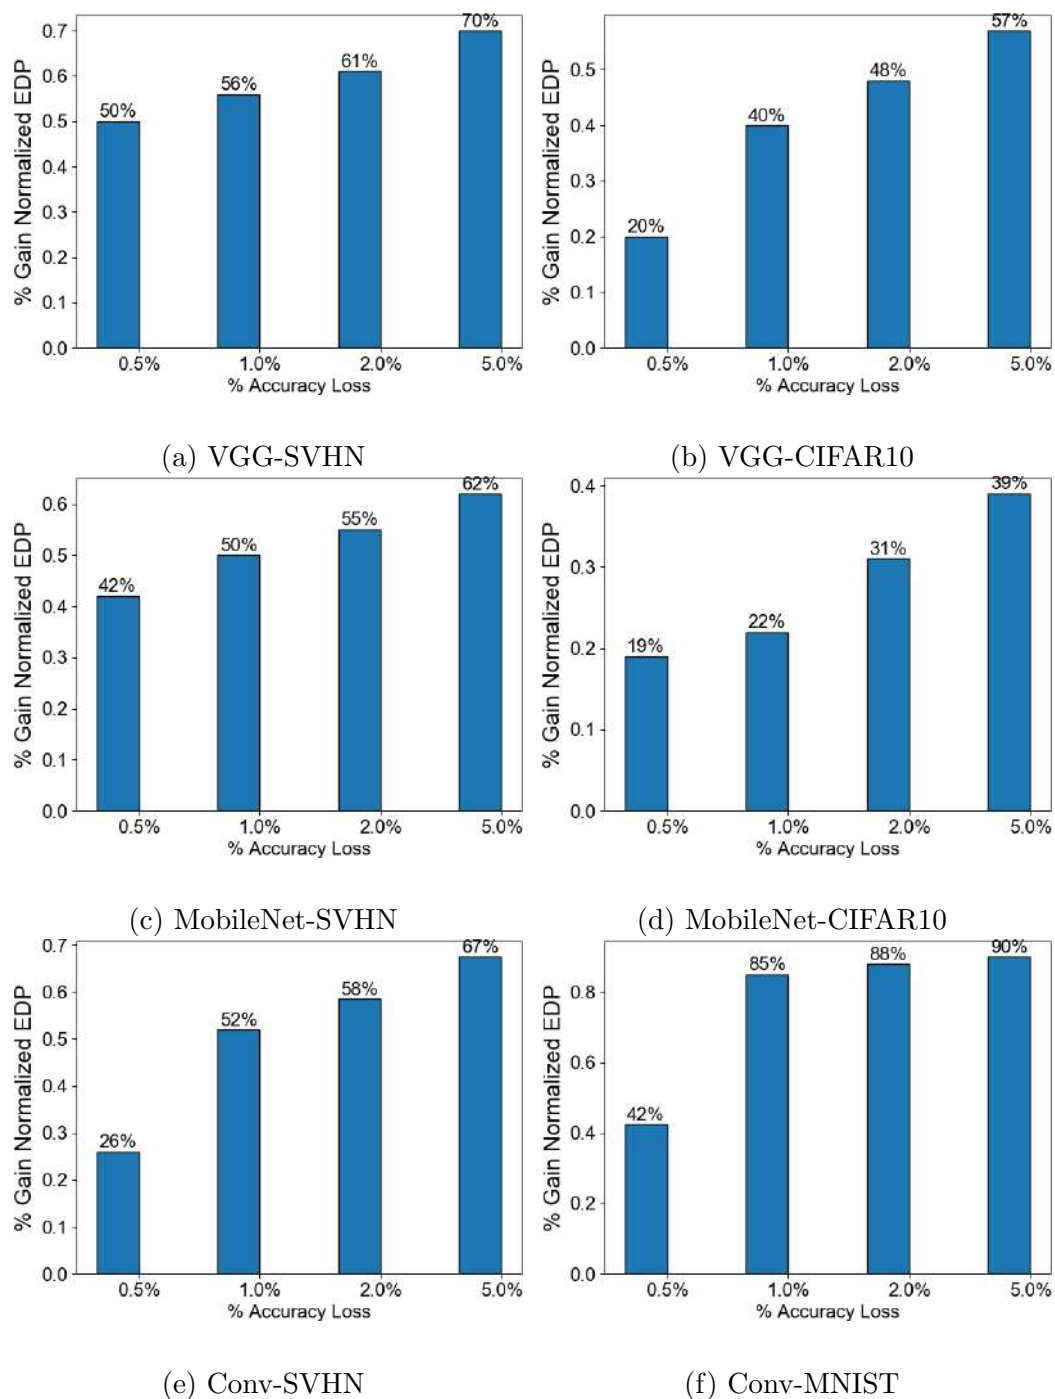 % Gain Normalized EDP
0.7
0.6
0.5
0.4
0.3
0.2
0.1
0.0
50%
56%
61%
70%
0.5% 1.0% 2.0% 5.0%
% Accuracy Loss
(a) VGG-SVHN
% Gain Normalized EDP
0.5
0.4
0.3
0.2
0.1
0.0
20%
40%
48%
57%
0.5% 1.0% 2.0% 5.0%
% Accuracy Loss
(b) VGG-CIFAR10
% Gain Normalized EDP
0.6
0.5
0.4
0.3
0.2
0.1
0.0
42%
50%
55%
62%
0.5% 1.0% 2.0% 5.0%
% Accuracy Loss
(c) MobileNet-SVHN
% Gain Normalized EDP
0.4
0.3
0.2
0.1
0.0
19%
22%
31%
39%
0.5% 1.0% 2.0% 5.0%
% Accuracy Loss
(d) MobileNet-CIFAR10
% Gain Normalized EDP
0.7
0.6
0.5
0.4
0.3
0.2
0.1
0.0
26%
52%
58%
67%
0.5% 1.0% 2.0% 5.0%
% Accuracy Loss
(e) Conv-SVHN
% Gain Normalized EDP
0.8
0.6
0.4
0.2
0.0
42%
85%
88%
90%
0.5% 1.0% 2.0% 5.0%
% Accuracy Loss
(f) Conv-MNIST